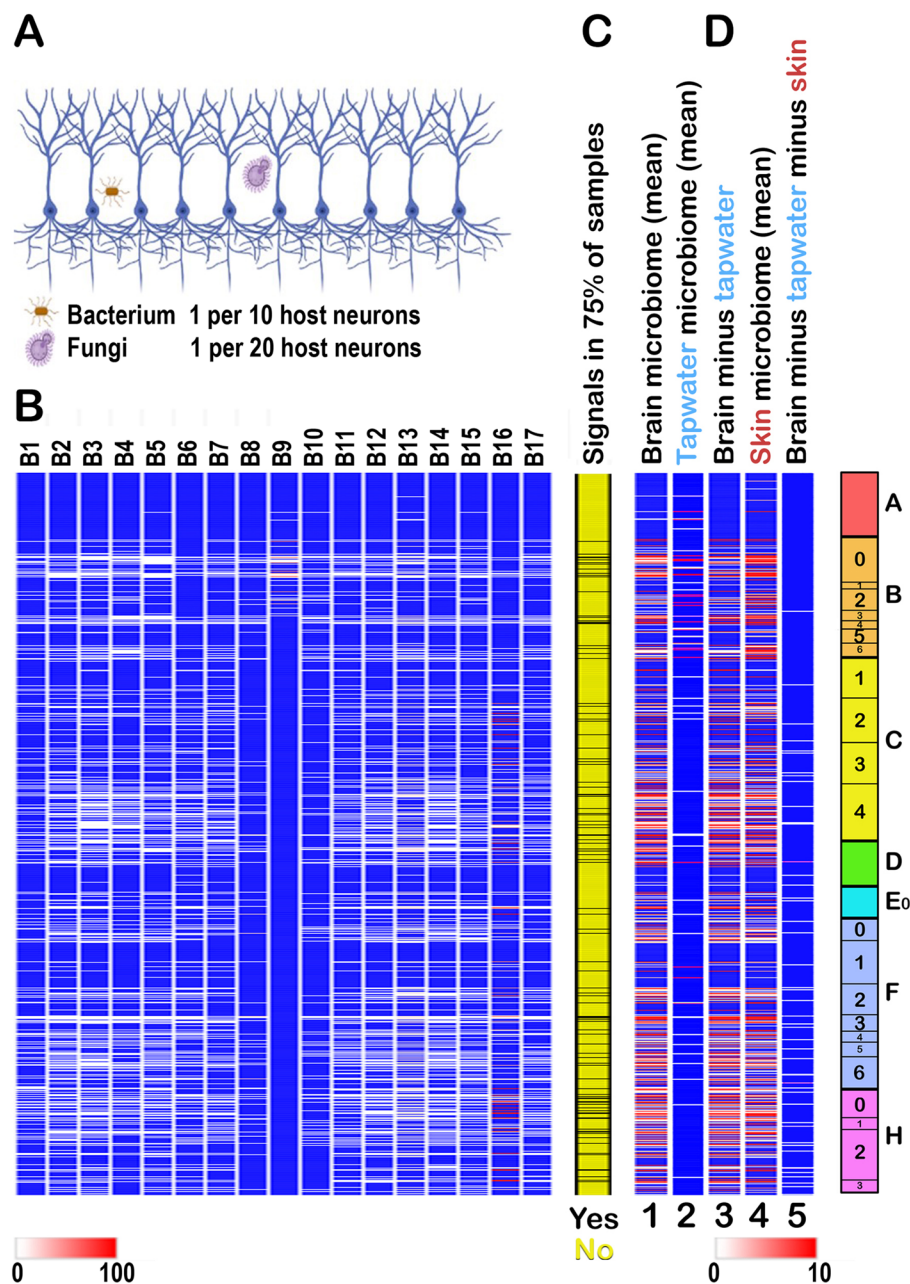 A
C
D
Bacterium 1 per 10 host neurons
Fungi 1 per 20 host neurons
Signals in 75% of samples
Brain microbiome (mean)
Tapwater microbiome (mean)
Brain minus tapwater
Skin microbiome (mean)
Brain minus tapwater minus skin
B
B1 B2 B3 B4 B5 B6 B7 B8 B9 B10 B11 B12 B13 B14 B15 B16 B17
A
0
1
2
3
4
5
6
B
1
2
3
4
C
D
E0
0
1
2
3
4
5
6
F
0
1
2
3
H
Yes 1 2 3 4 5
No
0 100
0 10